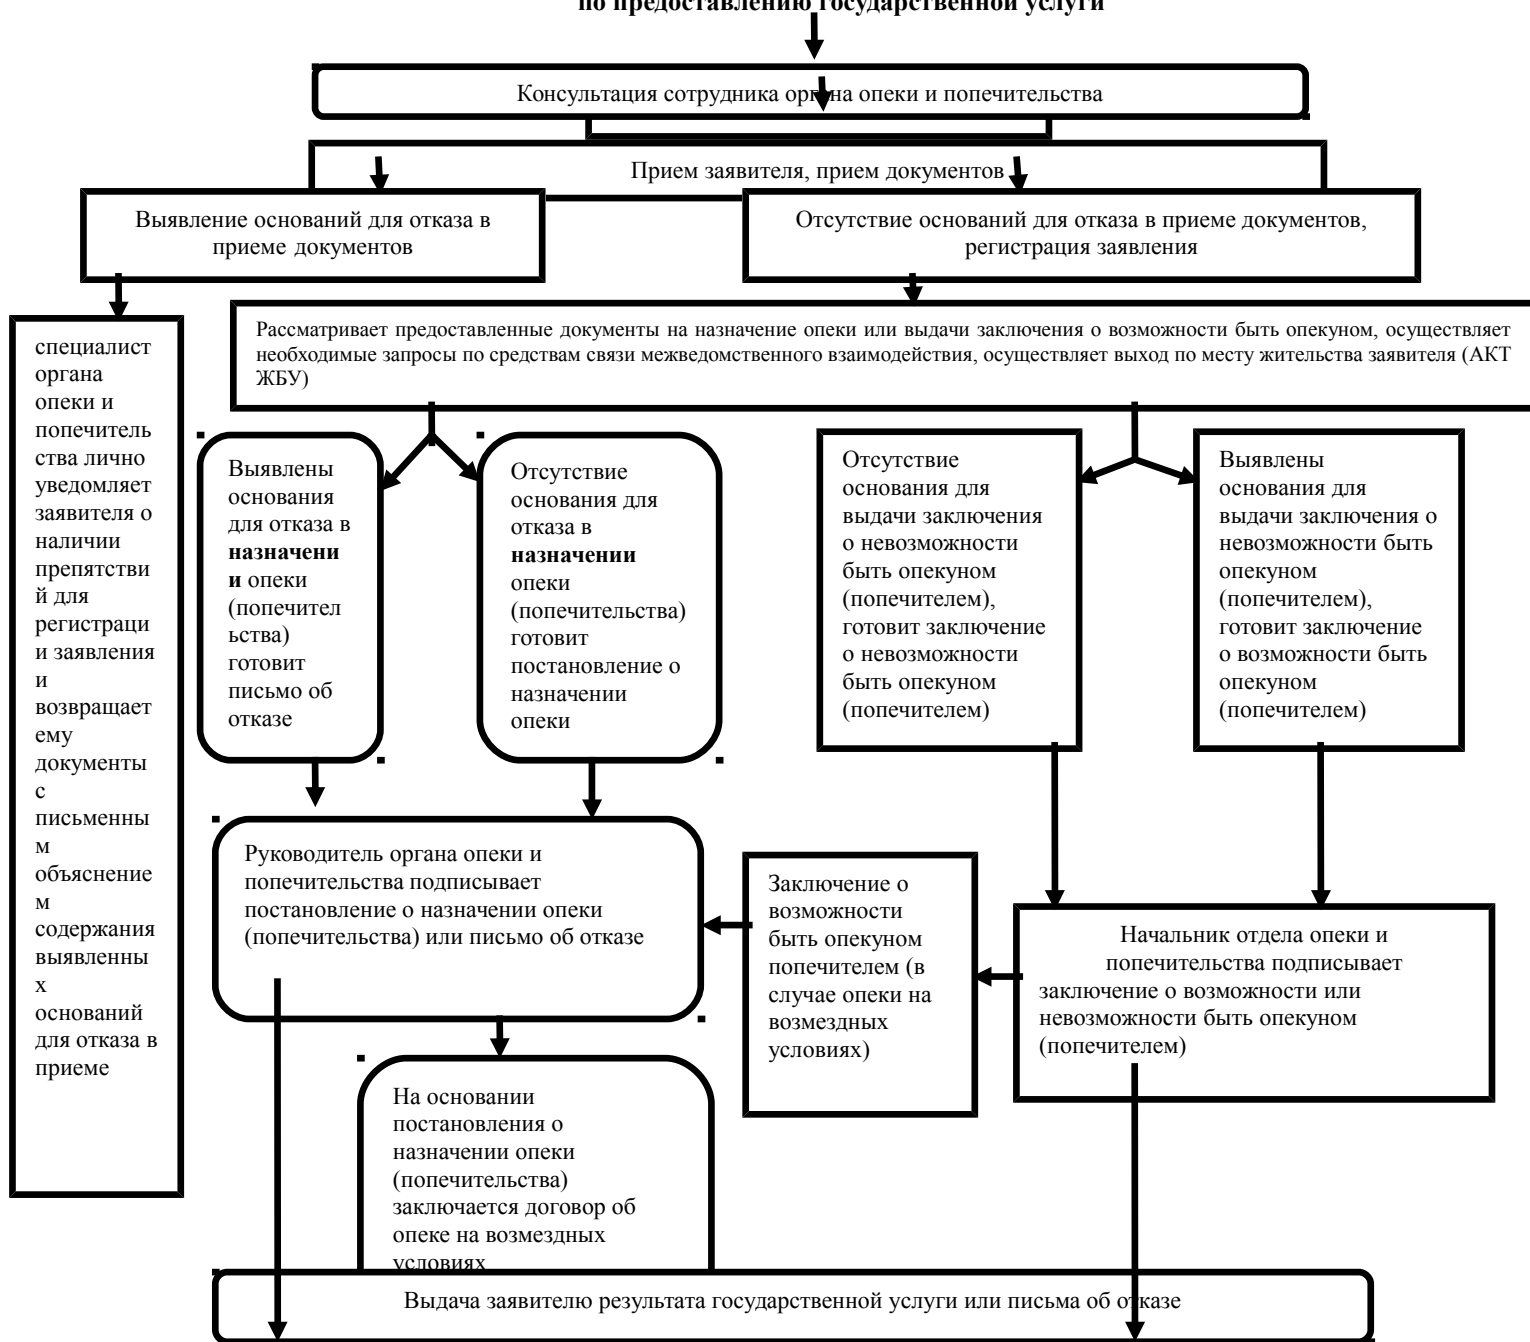 по предоставлению государственной услуги
Консультация сотрудника органа опеки и попечительства
Прием заявителя, прием документов
Выявление оснований для отказа в
приеме документов
Отсутствие оснований для отказа в приеме документов,
регистрация заявления
Рассматривает предоставленные документы на назначение опеки или выдачи заключения о возможности быть опекуном, осуществляет
необходимые запросы по средствам связи межведомственного взаимодействия, осуществляет выход по месту жительства заявителя (АКТ
ЖБУ)
специалист
органа
опеки и
попечитель
ства лично
уведомляет
заявителя о
наличии
препятстви
й для
регистраци
и заявления
и
возвращает
ему
документы
с
письменны
м
объяснение
м
содержания
выявленны
х
оснований
для отказа в
приеме
Выявлены
основания
для отказа в
назначени
и опеки
(попечител
ьства)
готовит
письмо об
отказе
Отсутствие
основания для
отказа в
назначении
опеки
(попечительства)
готовит
постановление о
назначении
опеки
Отсутствие
основания для
выдачи заключения
о невозможности
быть опекуном
(попечителем),
готовит заключение
о невозможности
быть опекуном
(попечителем)
Выявлены
основания для
выдачи заключения о
невозможности быть
опекуном
(попечителем),
готовит заключение
о возможности быть
опекуном
(попечителем)
Руководитель органа опеки и
попечительства подписывает
постановление о назначении опеки
(попечительства) или письмо об отказе
Заключение о
возможности
быть опекуном
попечителем (в
случае опеки на
возмездных
условиях)
Начальник отдела опеки и
попечительства подписывает
заключение о возможности или
невозможности быть опекуном
(попечителем)
На основании
постановления о
назначении опеки
(попечительства)
заключается договор об
опеке на возмездных
условиях
Выдача заявителю результата государственной услуги или письма об отказе